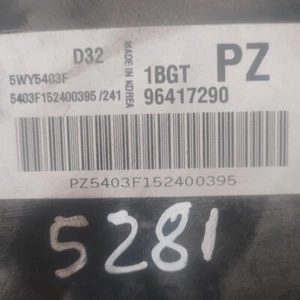 D32
MADE IN KOREA
PZ
5WY5403F
1BGT
5403F152400395 /241
96417290
PZ5403F152400395
5281